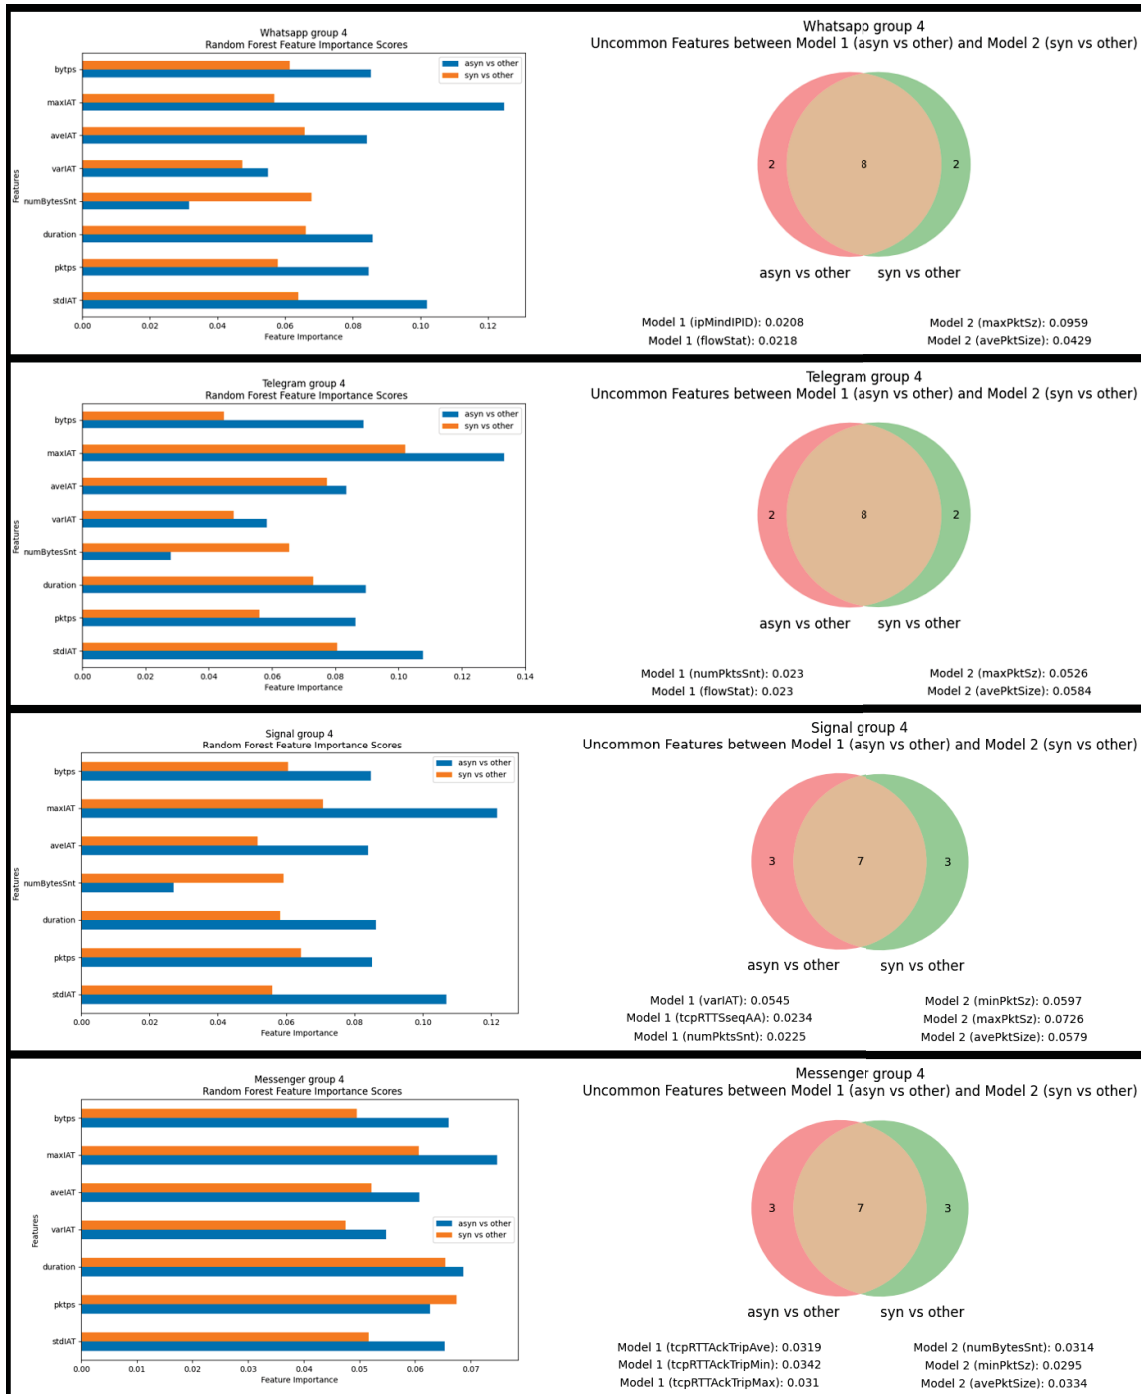 Whatsapp group 4
Random Forest Feature Importance Scores
asyn vs other
syn vs other
Features
bytps
maxIAT
aveIAT
varIAT
numBytesSnt
duration
pktps
stdIAT
0.00 0.02 0.04 0.06 0.08 0.10 0.12
Feature Importance
Whatsapp group 4
Uncommon Features between Model 1 (asyn vs other) and Model 2 (syn vs other)
2 8 2
asyn vs other syn vs other
Model 1 (ipMindIPID): 0.0208 Model 2 (maxPktSz): 0.0959
Model 1 (flowStat): 0.0218 Model 2 (avePktSize): 0.0429
Telegram group 4
Random Forest Feature Importance Scores
asyn vs other
syn vs other
Features
bytps
maxIAT
aveIAT
varIAT
numBytesSnt
duration
pktps
stdIAT
0.00 0.02 0.04 0.06 0.08 0.10 0.12 0.14
Feature Importance
Telegram group 4
Uncommon Features between Model 1 (asyn vs other) and Model 2 (syn vs other)
2 8 2
asyn vs other syn vs other
Model 1 (numPktsSnt): 0.023 Model 2 (maxPktSz): 0.0526
Model 1 (flowStat): 0.023 Model 2 (avePktSize): 0.0584
Signal group 4
Random Forest Feature Importance Scores
asyn vs other
syn vs other
Features
bytps
maxIAT
aveIAT
numBytesSnt
duration
pktps
stdIAT
0.00 0.02 0.04 0.06 0.08 0.10 0.12
Feature Importance
Signal group 4
Uncommon Features between Model 1 (asyn vs other) and Model 2 (syn vs other)
3 7 3
asyn vs other syn vs other
Model 1 (varIAT): 0.0545 Model 2 (minPktSz): 0.0597
Model 1 (tcpRTTSseqAA): 0.0234 Model 2 (maxPktSz): 0.0726
Model 1 (numPktsSnt): 0.0225 Model 2 (avePktSize): 0.0579
Messenger group 4
Random Forest Feature Importance Scores
asyn vs other
syn vs other
Features
bytps
maxIAT
aveIAT
varIAT
duration
pktps
stdIAT
0.00 0.01 0.02 0.03 0.04 0.05 0.06 0.07
Feature Importance
Messenger group 4
Uncommon Features between Model 1 (asyn vs other) and Model 2 (syn vs other)
3 7 3
asyn vs other syn vs other
Model 1 (tcpRTTAckTripAve): 0.0319 Model 2 (numBytesSnt): 0.0314
Model 1 (tcpRTTAckTripMin): 0.0342 Model 2 (minPktSz): 0.0295
Model 1 (tcpRTTAckTripMax): 0.031 Model 2 (avePktSize): 0.0334